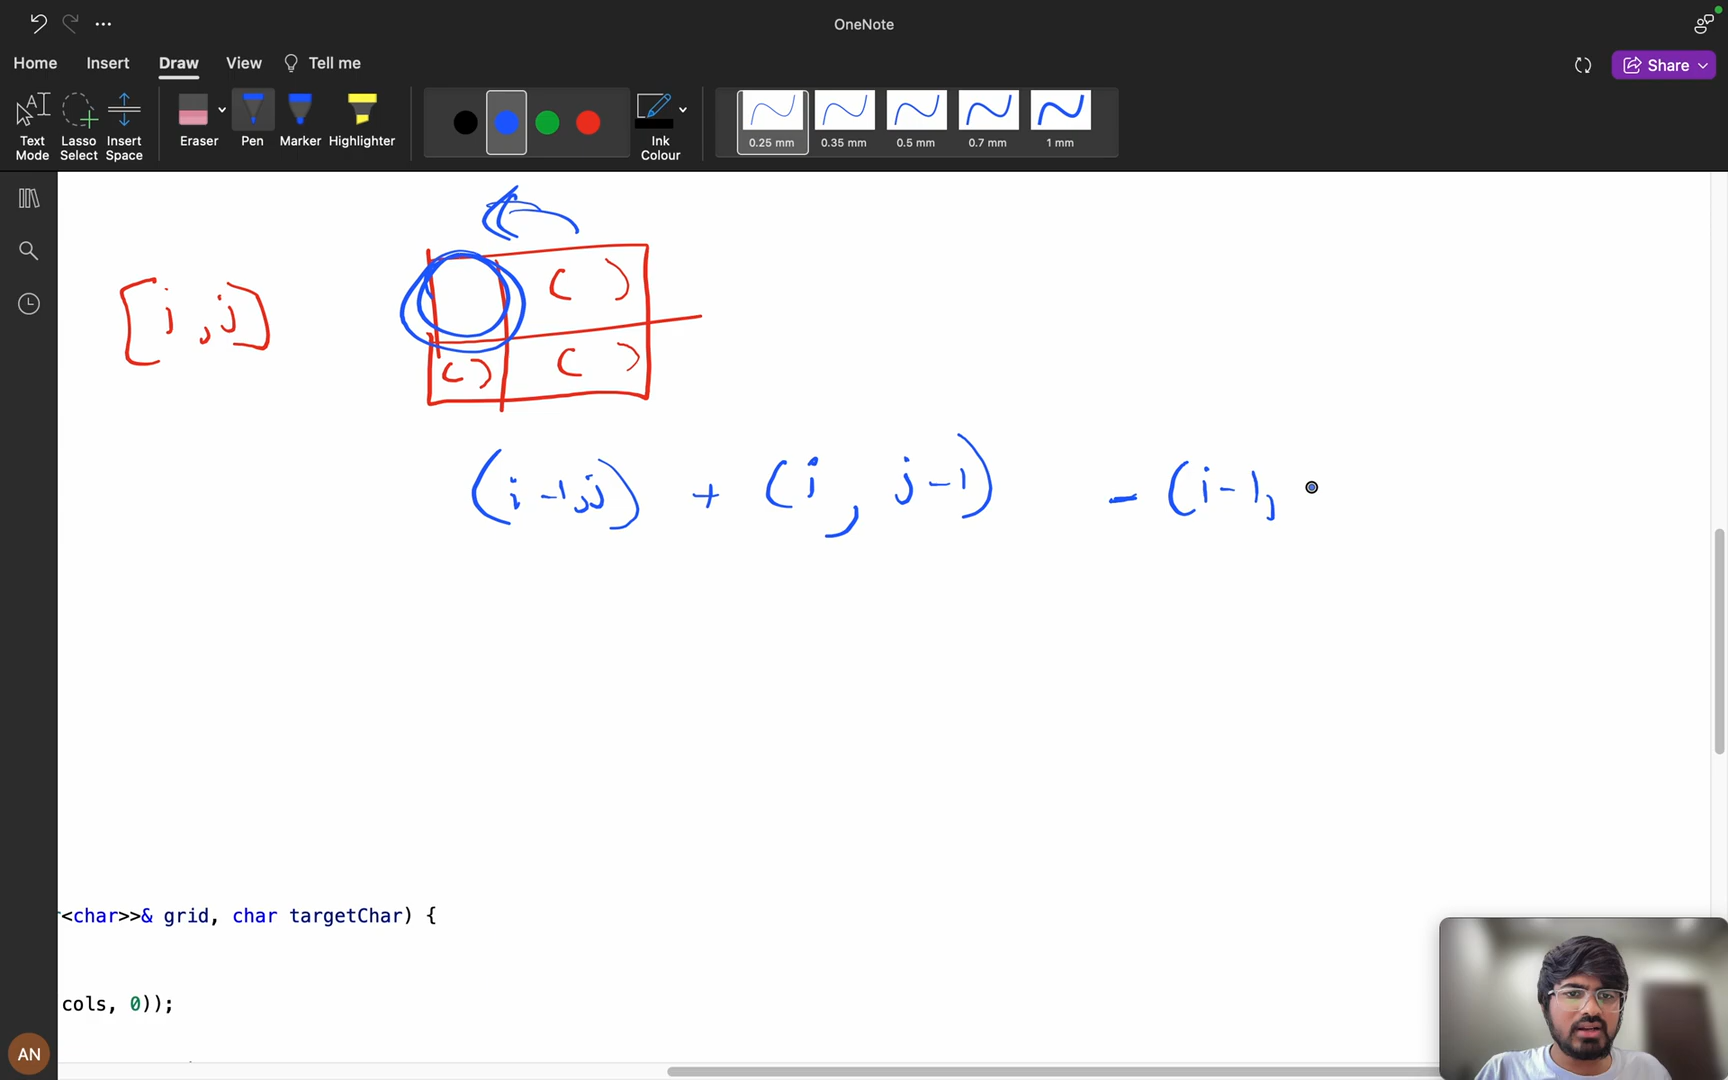 OneNote
Home Insert Draw View Tell me
Share
Text Mode
Lasso Select
Insert Space
Eraser
Pen
Marker
Highlighter
Ink Colour
0.25 mm
0.35 mm
0.5 mm
0.7 mm
1 mm
[i, j]
( )
( ) ( )
(i-1, j) + (i, j-1) - (i-1,
<char>>& grid, char targetChar) {
cols, 0));
AN